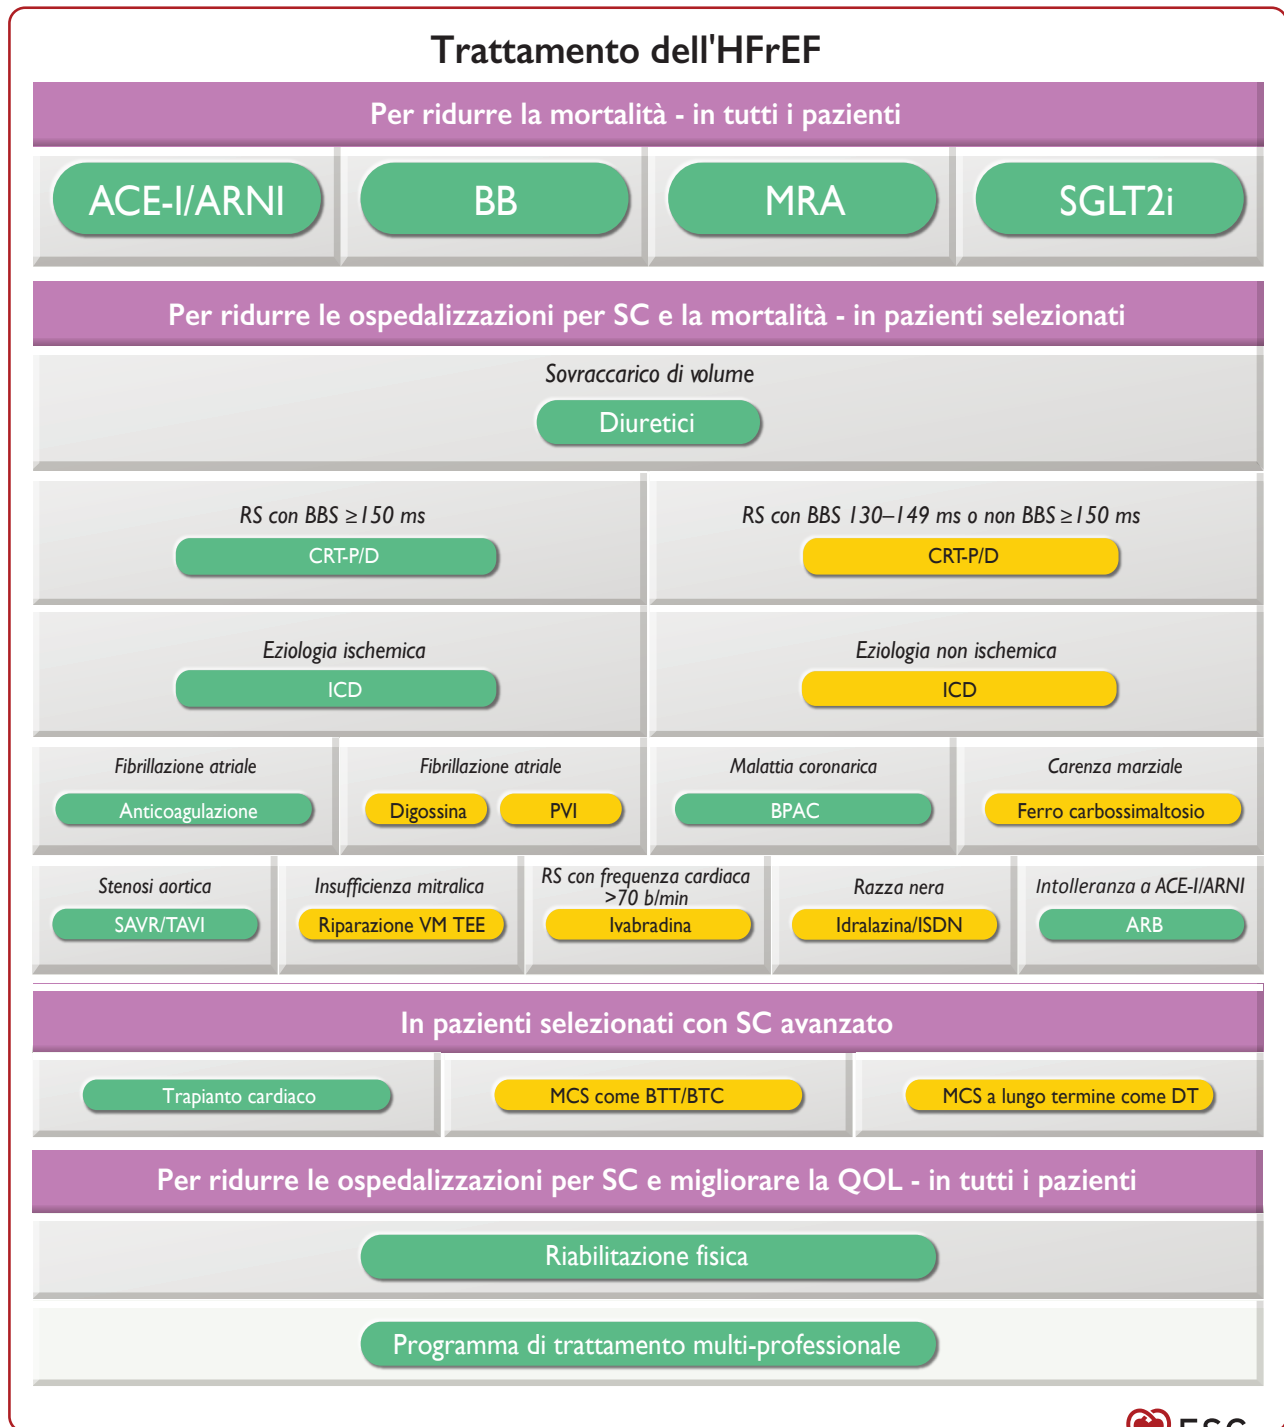 Trattamento dell'HFrEF
Per ridurre la mortalità - in tutti i pazienti
ACE-I/ARNI
BB
MRA
SGLT2i
Per ridurre le ospedalizzazioni per SC e la mortalità - in pazienti selezionati
Sovraccarico di volume
Diuretici
RS con BBS ≥150 ms
CRT-P/D
RS con BBS 130–149 ms o non BBS ≥150 ms
CRT-P/D
Eziologia ischemica
ICD
Eziologia non ischemica
ICD
Fibrillazione atriale
Anticoagulazione
Fibrillazione atriale
Digossina
PVI
Malattia coronarica
BPAC
Carenza marziale
Ferro carbossimaltosio
Stenosi aortica
SAVR/TAVI
Insufficienza mitralica
Riparazione VM TEE
RS con frequenza cardiaca
>70 b/min
Ivabradina
Razza nera
Idralazina/ISDN
Intolleranza a ACE-I/ARNI
ARB
In pazienti selezionati con SC avanzato
Trapianto cardiaco
MCS come BTT/BTC
MCS a lungo termine come DT
Per ridurre le ospedalizzazioni per SC e migliorare la QOL - in tutti i pazienti
Riabilitazione fisica
Programma di trattamento multi-professionale
ESC